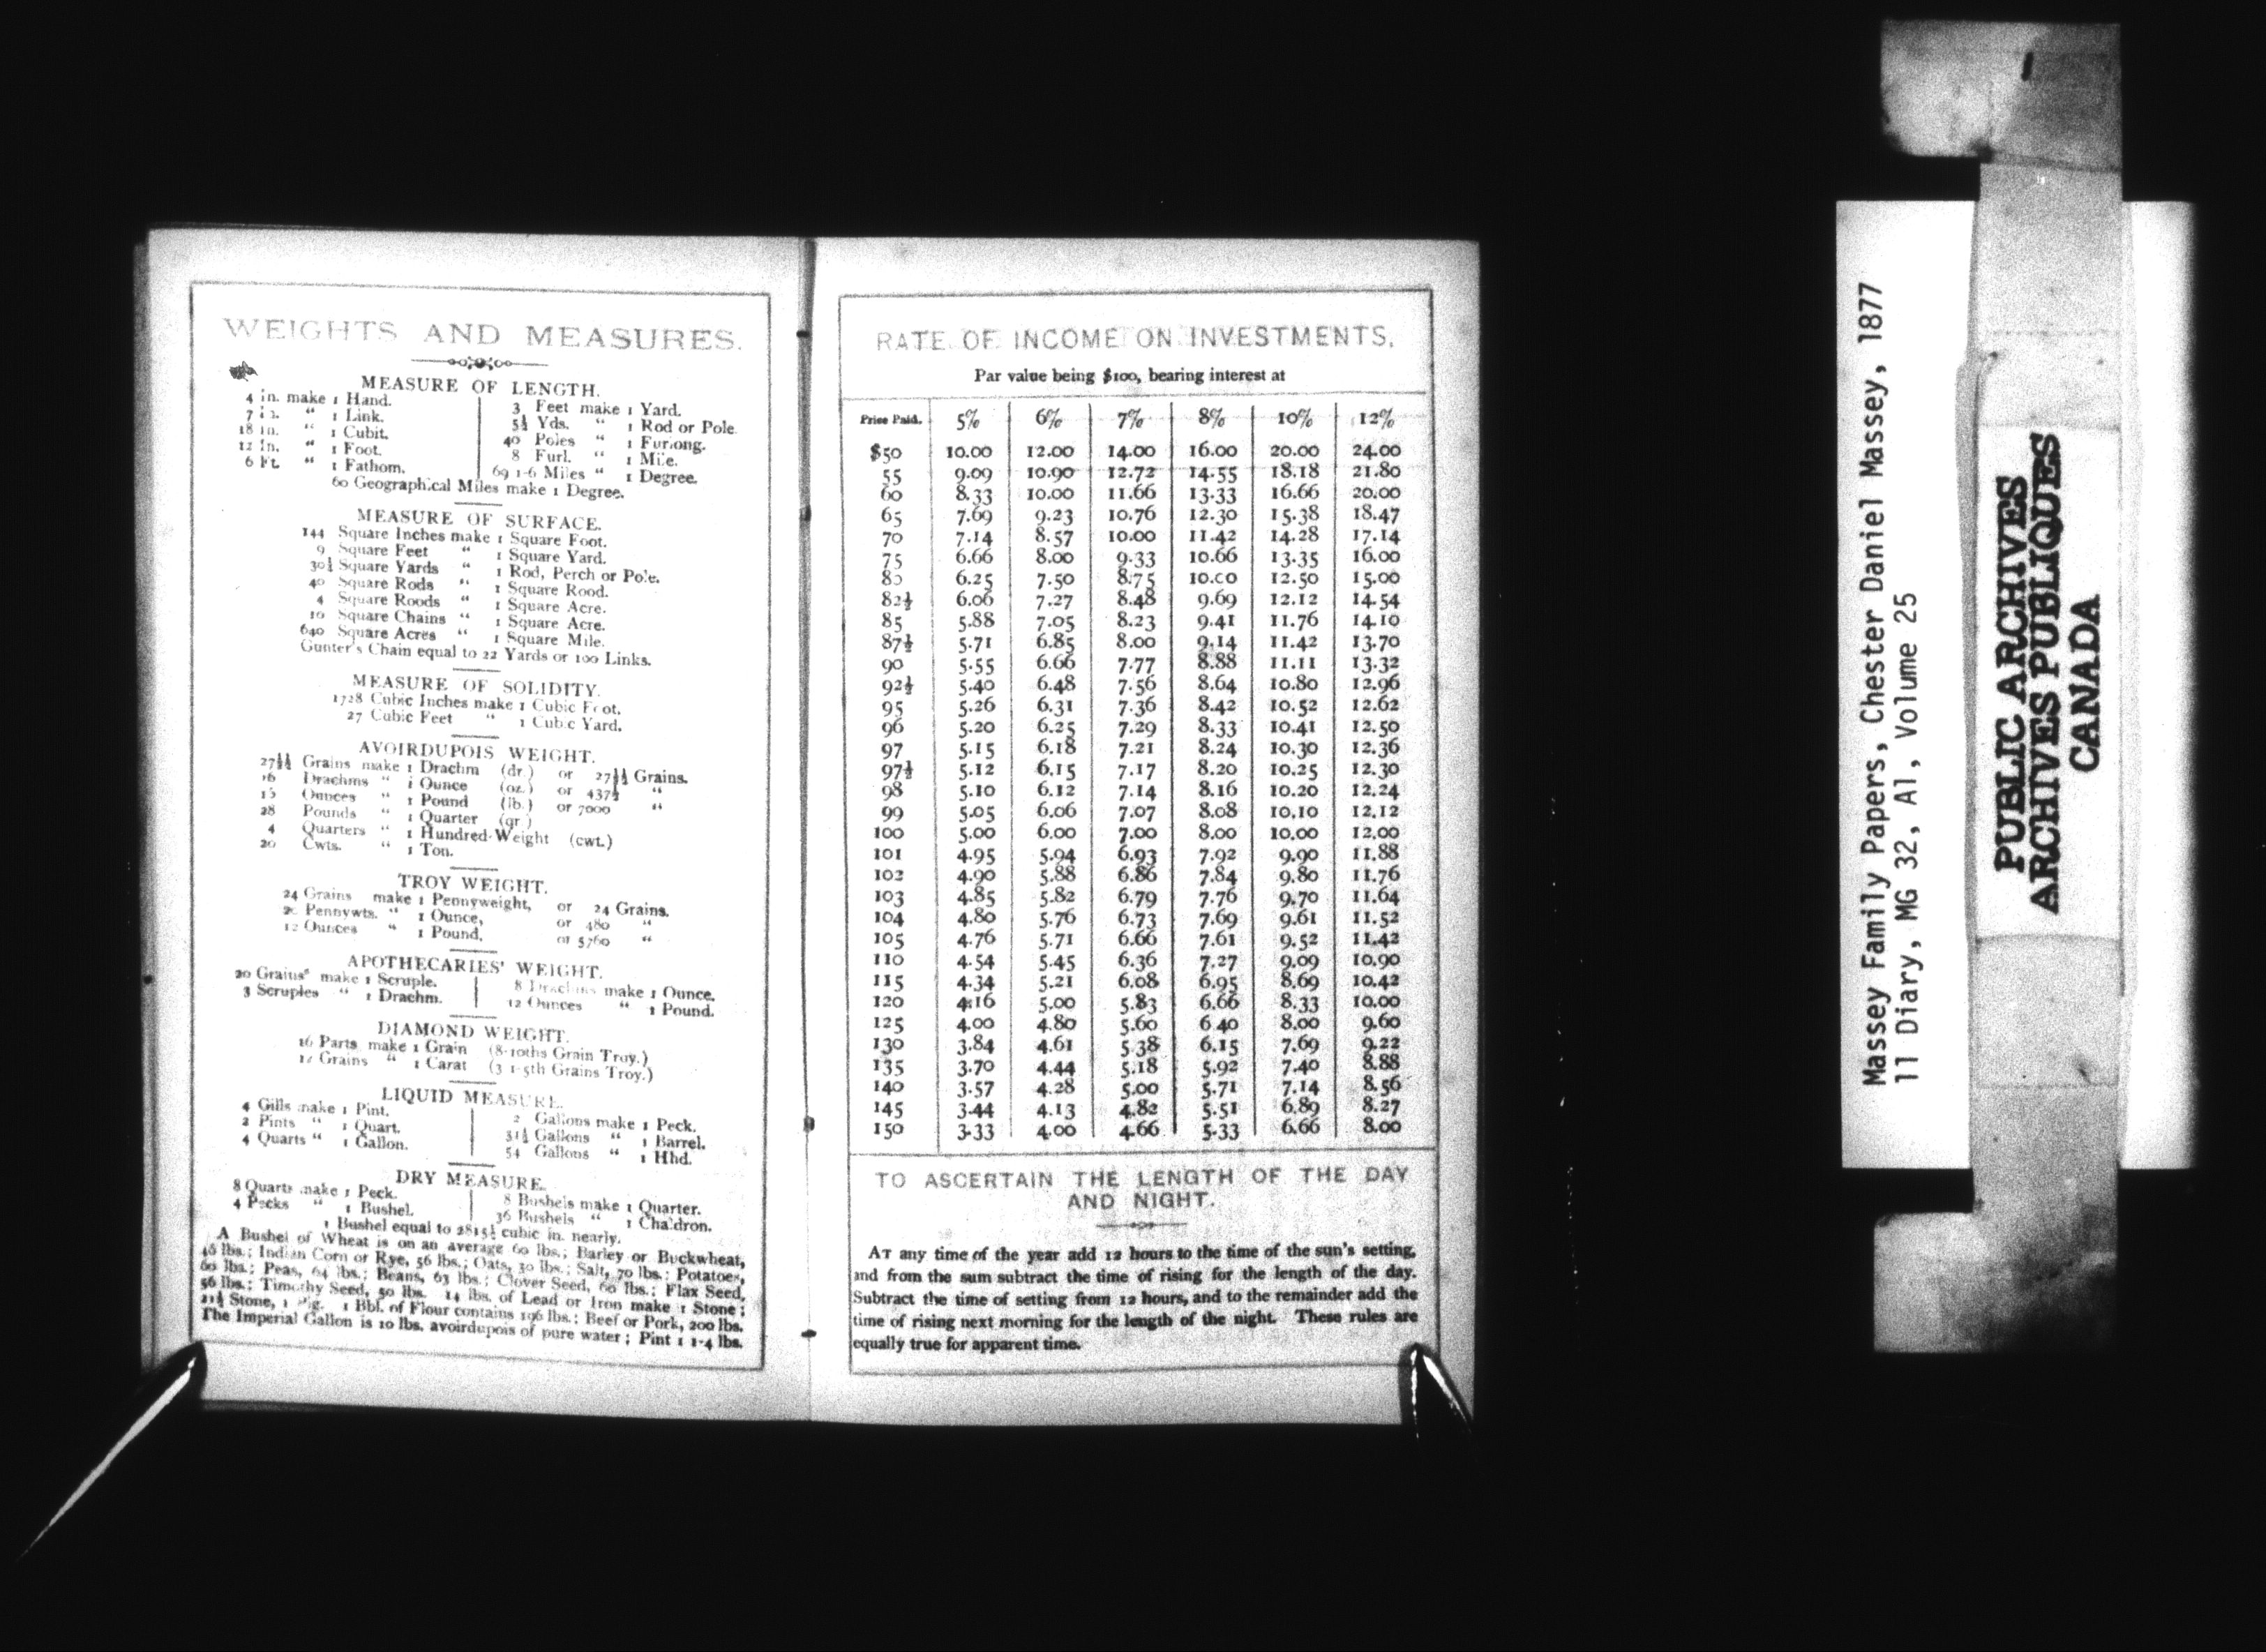 WEIGHTS AND MEASURES.
MEASURE OF LENGTH.
4 in. make 1 Hand.
7 in. “ 1 Link.
18 in. “ 1 Cubit.
12 In. “ 1 Foot.
6 Ft. “ 1 Fathom.
3 Feet make 1 Yard.
5½ Yds. “ 1 Rod or Pole.
40 Poles “ 1 Furlong.
8 Furl. “ 1 Mile.
69 1-6 Miles “ 1 Degree.
60 Geographical Miles make 1 Degree.
MEASURE OF SURFACE.
144 Square Inches make 1 Square Foot.
9 Square Feet “ 1 Square Yard.
30¼ Square Yards “ 1 Rod, Perch or Pole.
40 Square Rods “ 1 Square Rood.
4 Square Roods “ 1 Square Acre.
10 Square Chains “ 1 Square Acre.
640 Square Acres “ 1 Square Mile.
Gunter's Chain equal to 22 Yards or 100 Links.
MEASURE OF SOLIDITY.
1728 Cubic Inches make 1 Cubic Foot.
27 Cubic Feet “ 1 Cubic Yard.
AVOIRDUPOIS WEIGHT.
Grains make 1 Drachm (dr.) or Grains.
16 Drachms “ 1 Ounce (oz.) or 437½ “
Ounces “ 1 Pound (lb.) or 7000 “
28 Pounds “ 1 Quarter (qr.)
4 Quarters “ 1 Hundred-Weight (cwt.)
20 Cwts. “ 1 Ton.
TROY WEIGHT.
24 Grains make 1 Pennyweight, or 24 Grains.
20 Pennywts. “ 1 Ounce, or 480 “
12 Ounces “ 1 Pound, or 5760 “
APOTHECARIES' WEIGHT.
20 Grains make 1 Scruple.
3 Scruples “ 1 Drachm.
8 Drachms make 1 Ounce.
12 Ounces “ 1 Pound.
DIAMOND WEIGHT.
16 Parts make 1 Grain (8-10ths Grain Troy.)
Grains “ 1 Carat (3 1-5th Grains Troy.)
LIQUID MEASURE.
4 Gills make 1 Pint.
2 Pints “ 1 Quart.
4 Quarts “ 1 Gallon.
2 Gallons make 1 Peck.
31½ Gallons “ 1 Barrel.
54 Gallons “ 1 Hhd.
DRY MEASURE.
8 Quarts make 1 Peck.
4 Pecks “ 1 Bushel.
8 Bushels make 1 Quarter.
36 Bushels “ 1 Chaldron.
1 Bushel equal to 2815½ cubic in. nearly.
A Bushel of Wheat is on an average 60 lbs.; Barley or Buckwheat,
lbs.; Indian Corn or Rye, 56 lbs.; Oats, 30 lbs.; Salt, 70 lbs.; Potatoes,
60 lbs.; Peas, 64 lbs.; Beans, 63 lbs.; Clover Seed, 60 lbs.; Flax Seed,
56 lbs.; Timothy Seed, 50 lbs. 14 lbs. of Lead or Iron make 1 Stone;
21½ Stone, 1 Pig. 1 Bbl. of Flour contains 196 lbs.; Beef or Pork, 200 lbs.
The Imperial Gallon is 10 lbs. avoirdupois of pure water; Pint 1 1-4 lbs.
RATE OF INCOME ON INVESTMENTS.
Par value being $100, bearing interest at
Price Paid. 5% 6% 7% 8% 10% 12%
$50 10.00 12.00 14.00 16.00 20.00 24.00
55 9.09 10.90 12.72 14.55 18.18 21.80
60 8.33 10.00 11.66 13.33 16.66 20.00
65 7.69 9.23 10.76 12.30 15.38 18.47
70 7.14 8.57 10.00 11.42 14.28 17.14
75 6.66 8.00 9.33 10.66 13.35 16.00
80 6.25 7.50 8.75 10.00 12.50 15.00
82½ 6.06 7.27 8.48 9.69 12.12 14.54
85 5.88 7.05 8.23 9.41 11.76 14.10
87½ 5.71 6.85 8.00 9.14 11.42 13.70
90 5.55 6.66 7.77 8.88 11.11 13.32
92½ 5.40 6.48 7.56 8.64 10.80 12.96
95 5.26 6.31 7.36 8.42 10.52 12.62
96 5.20 6.25 7.29 8.33 10.41 12.50
97 5.15 6.18 7.21 8.24 10.30 12.36
97½ 5.12 6.15 7.17 8.20 10.25 12.30
98 5.10 6.12 7.14 8.16 10.20 12.24
99 5.05 6.06 7.07 8.08 10.10 12.12
100 5.00 6.00 7.00 8.00 10.00 12.00
101 4.95 5.94 6.93 7.92 9.90 11.88
102 4.90 5.88 6.86 7.84 9.80 11.76
103 4.85 5.82 6.79 7.76 9.70 11.64
104 4.80 5.76 6.73 7.69 9.61 11.52
105 4.76 5.71 6.66 7.61 9.52 11.42
110 4.54 5.45 6.36 7.27 9.09 10.90
115 4.34 5.21 6.08 6.95 8.69 10.42
120 4.16 5.00 5.83 6.66 8.33 10.00
125 4.00 4.80 5.60 6.40 8.00 9.60
130 3.84 4.61 5.38 6.15 7.69 9.22
135 3.70 4.44 5.18 5.92 7.40 8.88
140 3.57 4.28 5.00 5.71 7.14 8.56
145 3.44 4.13 4.82 5.51 6.89 8.27
150 3.33 4.00 4.66 5.33 6.66 8.00
TO ASCERTAIN THE LENGTH OF THE DAY
AND NIGHT.
AT any time of the year add 12 hours to the time of the sun's setting,
and from the sum subtract the time of rising for the length of the day.
Subtract the time of setting from 12 hours, and to the remainder add the
time of rising next morning for the length of the night. These rules are
equally true for apparent time.
Massey Family Papers, Chester Daniel Massey, 1877
11 Diary, MG 32, A1, Volume 25
PUBLIC ARCHIVES
ARCHIVES PUBLIQUES
CANADA